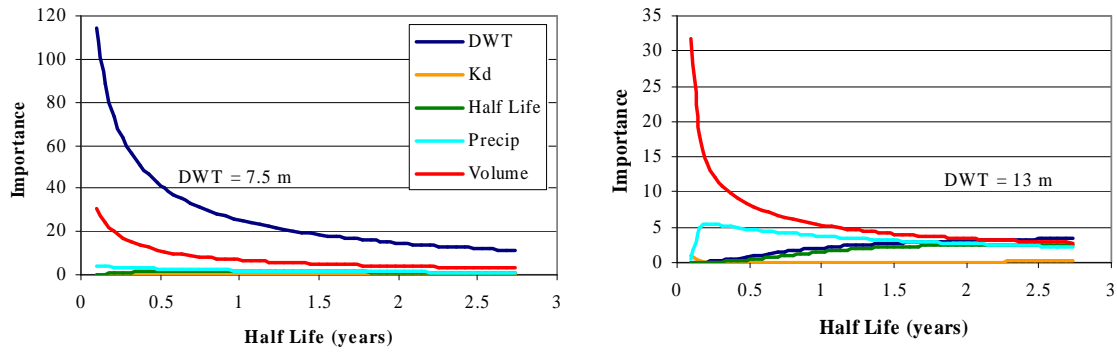 Importance
120
100
80
60
40
20
0
DWT = 7.5 m
DWT
Kd
Half Life
Precip
Volume
0 0.5 1 1.5 2 2.5 3
Half Life (years)
Importance
35
30
25
20
15
10
5
0
DWT = 13 m
0 0.5 1 1.5 2 2.5 3
Half Life (years)